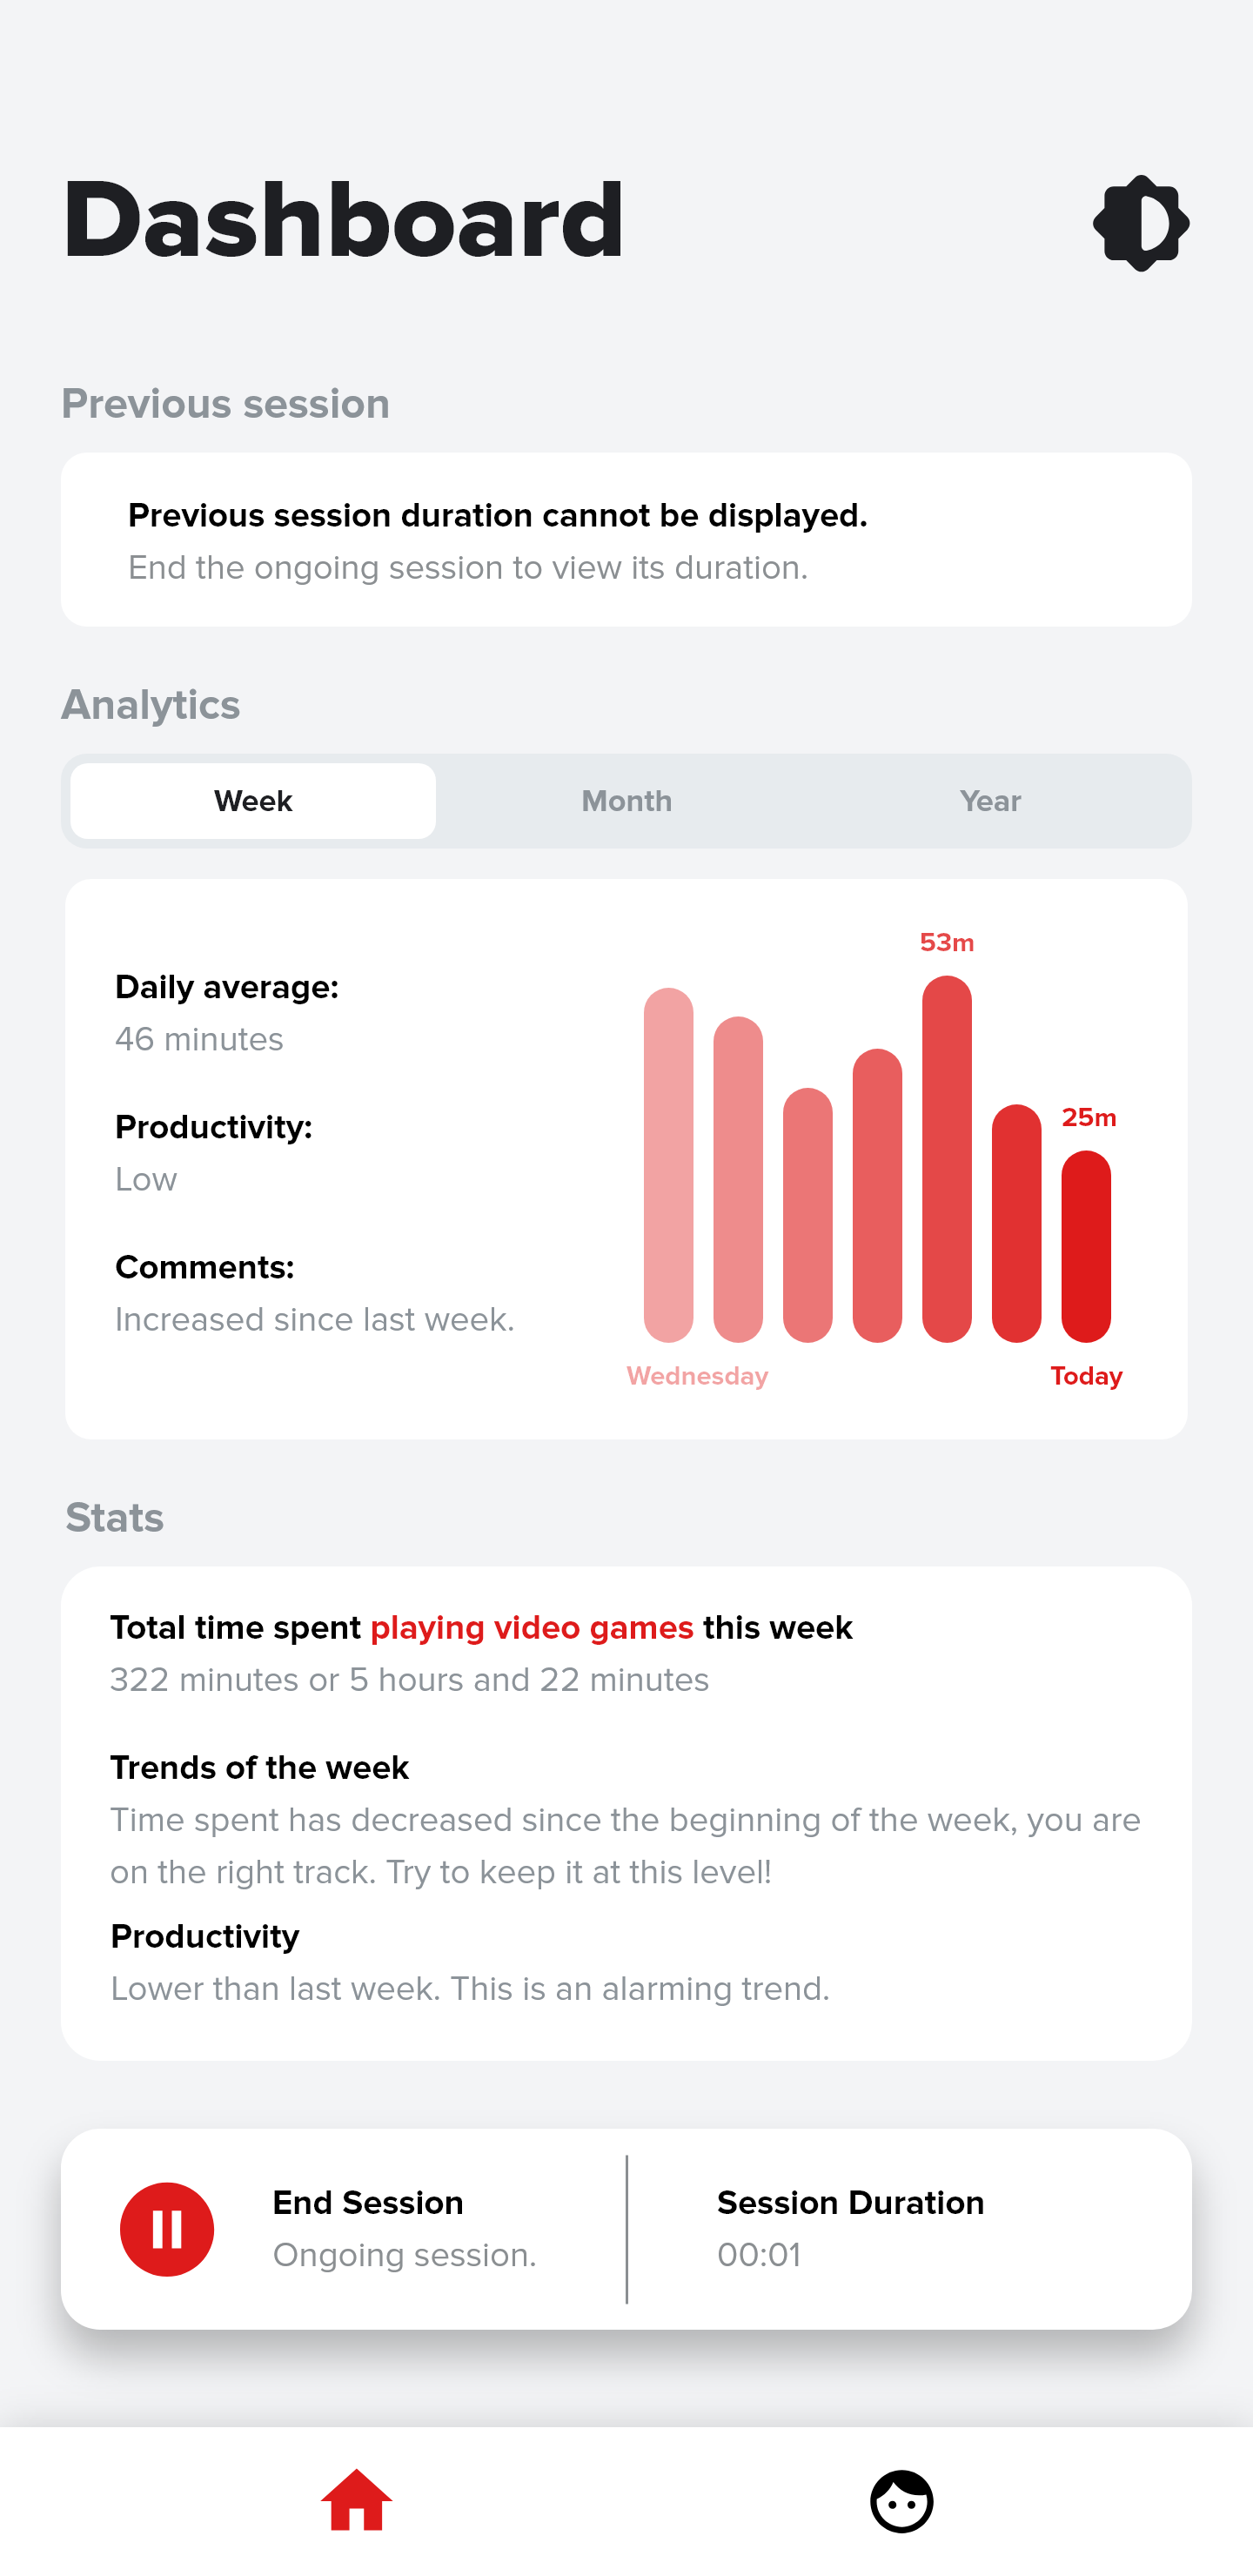 Dashboard
Previous session
Previous session duration cannot be displayed.
End the ongoing session to view its duration.
Analytics
Week Month Year
Daily average:
46 minutes
Productivity:
Low
Comments:
Increased since last week.
53m
25m
Wednesday Today
Stats
Total time spent playing video games this week
322 minutes or 5 hours and 22 minutes
Trends of the week
Time spent has decreased since the beginning of the week, you are
on the right track. Try to keep it at this level!
Productivity
Lower than last week. This is an alarming trend.
End Session
Ongoing session.
Session Duration
00:01